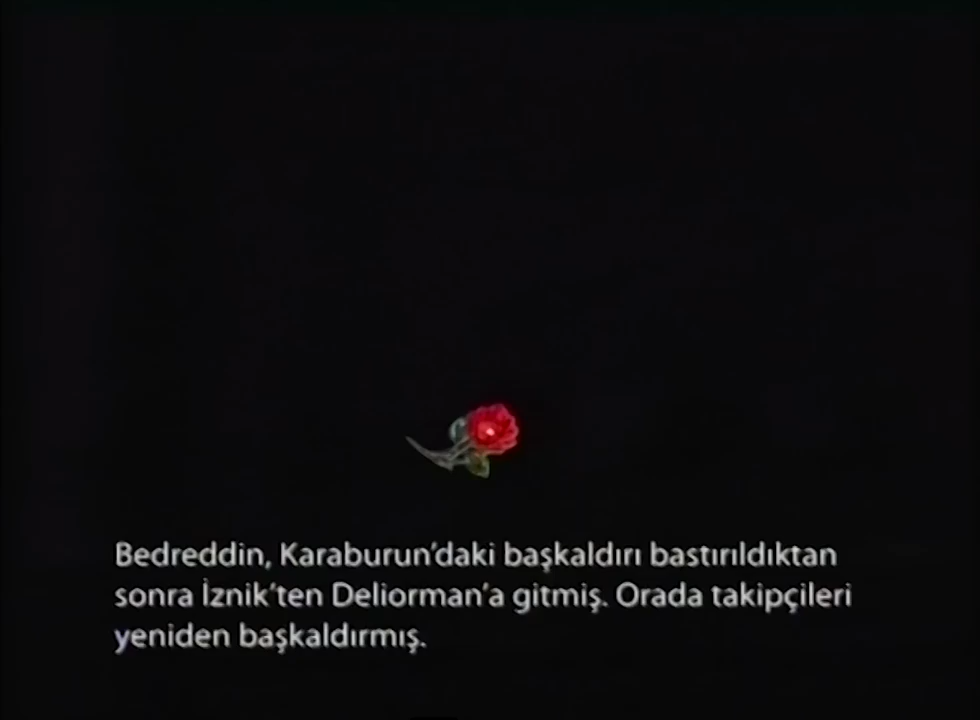 Bedreddin, Karaburun'daki başkaldırı bastırıldıktan
sonra İznik'ten Deliorman'a gitmiş. Orada takipçileri
yeniden başkaldırmış.